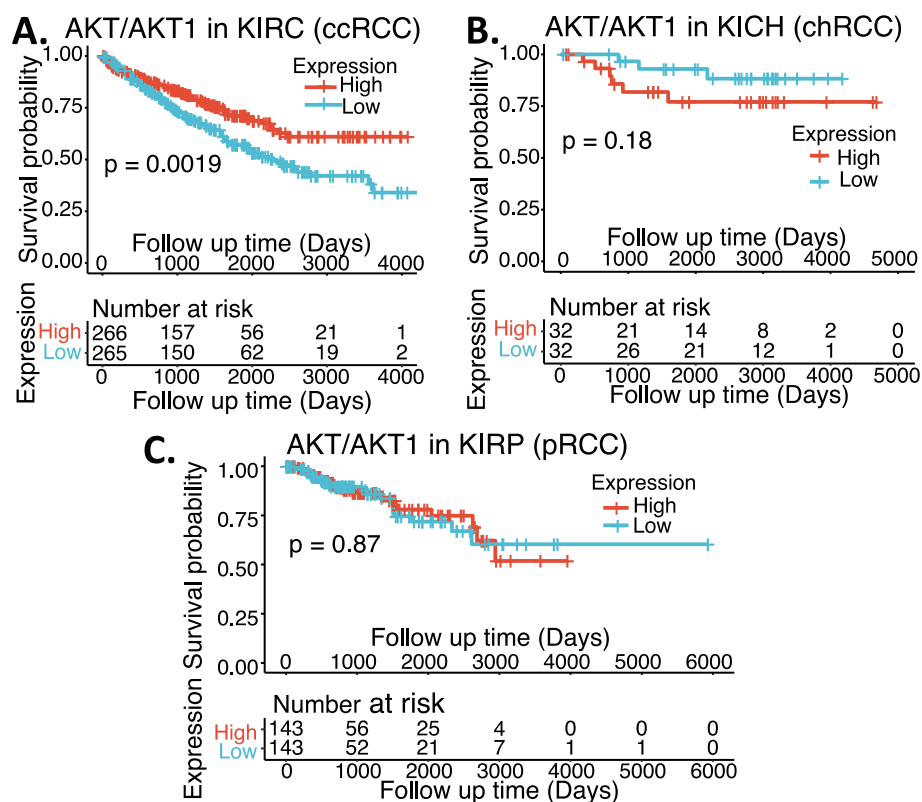 A. AKT/AKT1 in KIRC (ccRCC)
Survival probability
1.00
0.75
0.50
0.25
0.00
Expression
High
Low
p = 0.0019
Follow up time (Days)
0 1000 2000 3000 4000
Expression
Number at risk
High 266 157 56 21 1
Low 265 150 62 19 2
0 1000 2000 3000 4000
Follow up time (Days)
B. AKT/AKT1 in KICH (chRCC)
Survival probability
1.00
0.75
0.50
0.25
0.00
Expression
High
Low
p = 0.18
Follow up time (Days)
0 1000 2000 3000 4000 5000
Expression
Number at risk
High 32 21 14 8 2 0
Low 32 26 21 12 1 0
0 1000 2000 3000 4000 5000
Follow up time (Days)
C. AKT/AKT1 in KIRP (pRCC)
Survival probability
1.00
0.75
0.50
0.25
0.00
Expression
High
Low
p = 0.87
Follow up time (Days)
0 1000 2000 3000 4000 5000 6000
Expression
Number at risk
High 143 56 25 4 0 0 0
Low 143 52 21 7 1 1 0
0 1000 2000 3000 4000 5000 6000
Follow up time (Days)